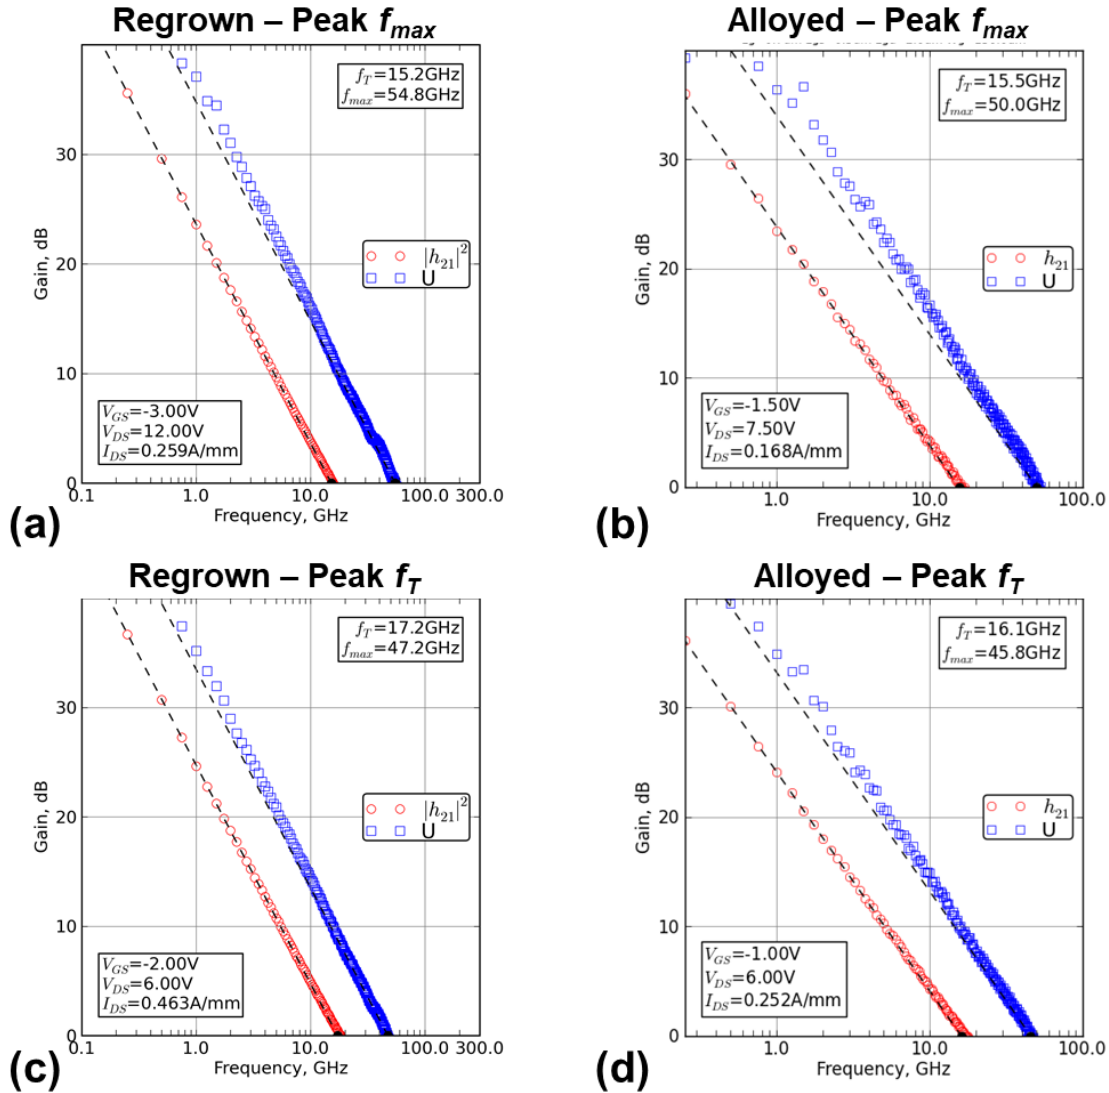 Regrown – Peak fmax
Alloyed – Peak fmax
fT=15.2GHz
fmax=54.8GHz
|h21|²
U
VGS=-3.00V
VDS=12.00V
IDS=0.259A/mm
Gain, dB
30
20
10
0
0.1 1.0 10.0 100.0 300.0
Frequency, GHz
(a)
fT=15.5GHz
fmax=50.0GHz
h21
U
VGS=-1.50V
VDS=7.50V
IDS=0.168A/mm
Gain, dB
30
20
10
0
1.0 10.0 100.0
Frequency, GHz
(b)
Regrown – Peak fT
Alloyed – Peak fT
fT=17.2GHz
fmax=47.2GHz
|h21|²
U
VGS=-2.00V
VDS=6.00V
IDS=0.463A/mm
Gain, dB
30
20
10
0
0.1 1.0 10.0 100.0 300.0
Frequency, GHz
(c)
fT=16.1GHz
fmax=45.8GHz
h21
U
VGS=-1.00V
VDS=6.00V
IDS=0.252A/mm
Gain, dB
30
20
10
0
1.0 10.0 100.0
Frequency, GHz
(d)